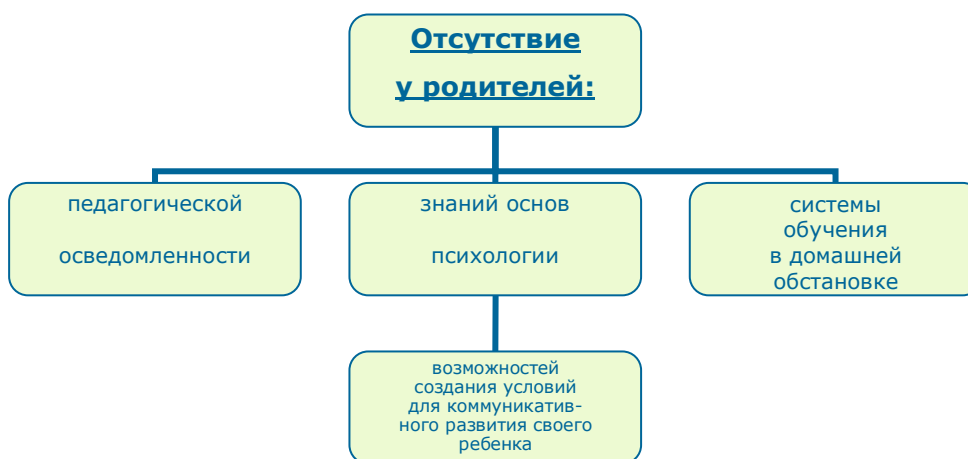 Отсутствие
у родителей:
педагогической
осведомленности
знаний основ
психологии
системы
обучения
в домашней
обстановке
возможностей
создания условий
для коммуникатив-
ного развития своего
ребенка